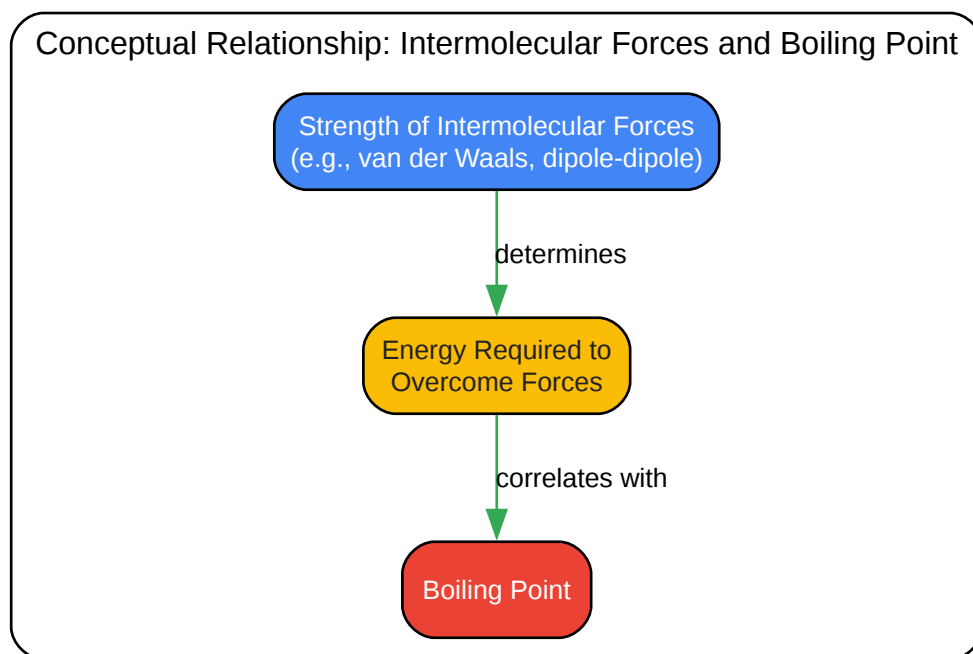 Conceptual Relationship: Intermolecular Forces and Boiling Point
Strength of Intermolecular Forces
(e.g., van der Waals, dipole-dipole)
determines
Energy Required to
Overcome Forces
correlates with
Boiling Point